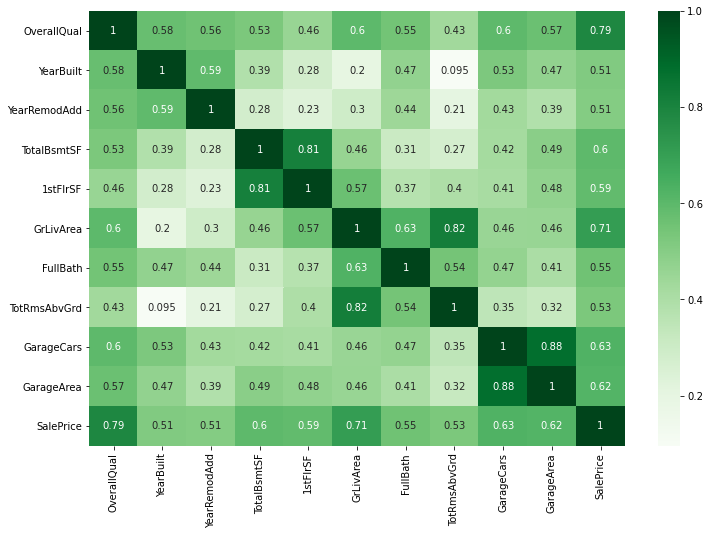 OverallQual 1 0.58 0.56 0.53 0.46 0.6 0.55 0.43 0.6 0.57 0.79
YearBuilt 0.58 1 0.59 0.39 0.28 0.2 0.47 0.095 0.53 0.47 0.51
YearRemodAdd 0.56 0.59 1 0.28 0.23 0.3 0.44 0.21 0.43 0.39 0.51
TotalBsmtSF 0.53 0.39 0.28 1 0.81 0.46 0.31 0.27 0.42 0.49 0.6
1stFlrSF 0.46 0.28 0.23 0.81 1 0.57 0.37 0.4 0.41 0.48 0.59
GrLivArea 0.6 0.2 0.3 0.46 0.57 1 0.63 0.82 0.46 0.46 0.71
FullBath 0.55 0.47 0.44 0.31 0.37 0.63 1 0.54 0.47 0.41 0.55
TotRmsAbvGrd 0.43 0.095 0.21 0.27 0.4 0.82 0.54 1 0.35 0.32 0.53
GarageCars 0.6 0.53 0.43 0.42 0.41 0.46 0.47 0.35 1 0.88 0.63
GarageArea 0.57 0.47 0.39 0.49 0.48 0.46 0.41 0.32 0.88 1 0.62
SalePrice 0.79 0.51 0.51 0.6 0.59 0.71 0.55 0.53 0.63 0.62 1
OverallQual
YearBuilt
YearRemodAdd
TotalBsmtSF
1stFlrSF
GrLivArea
FullBath
TotRmsAbvGrd
GarageCars
GarageArea
SalePrice
1.0
0.8
0.6
0.4
0.2